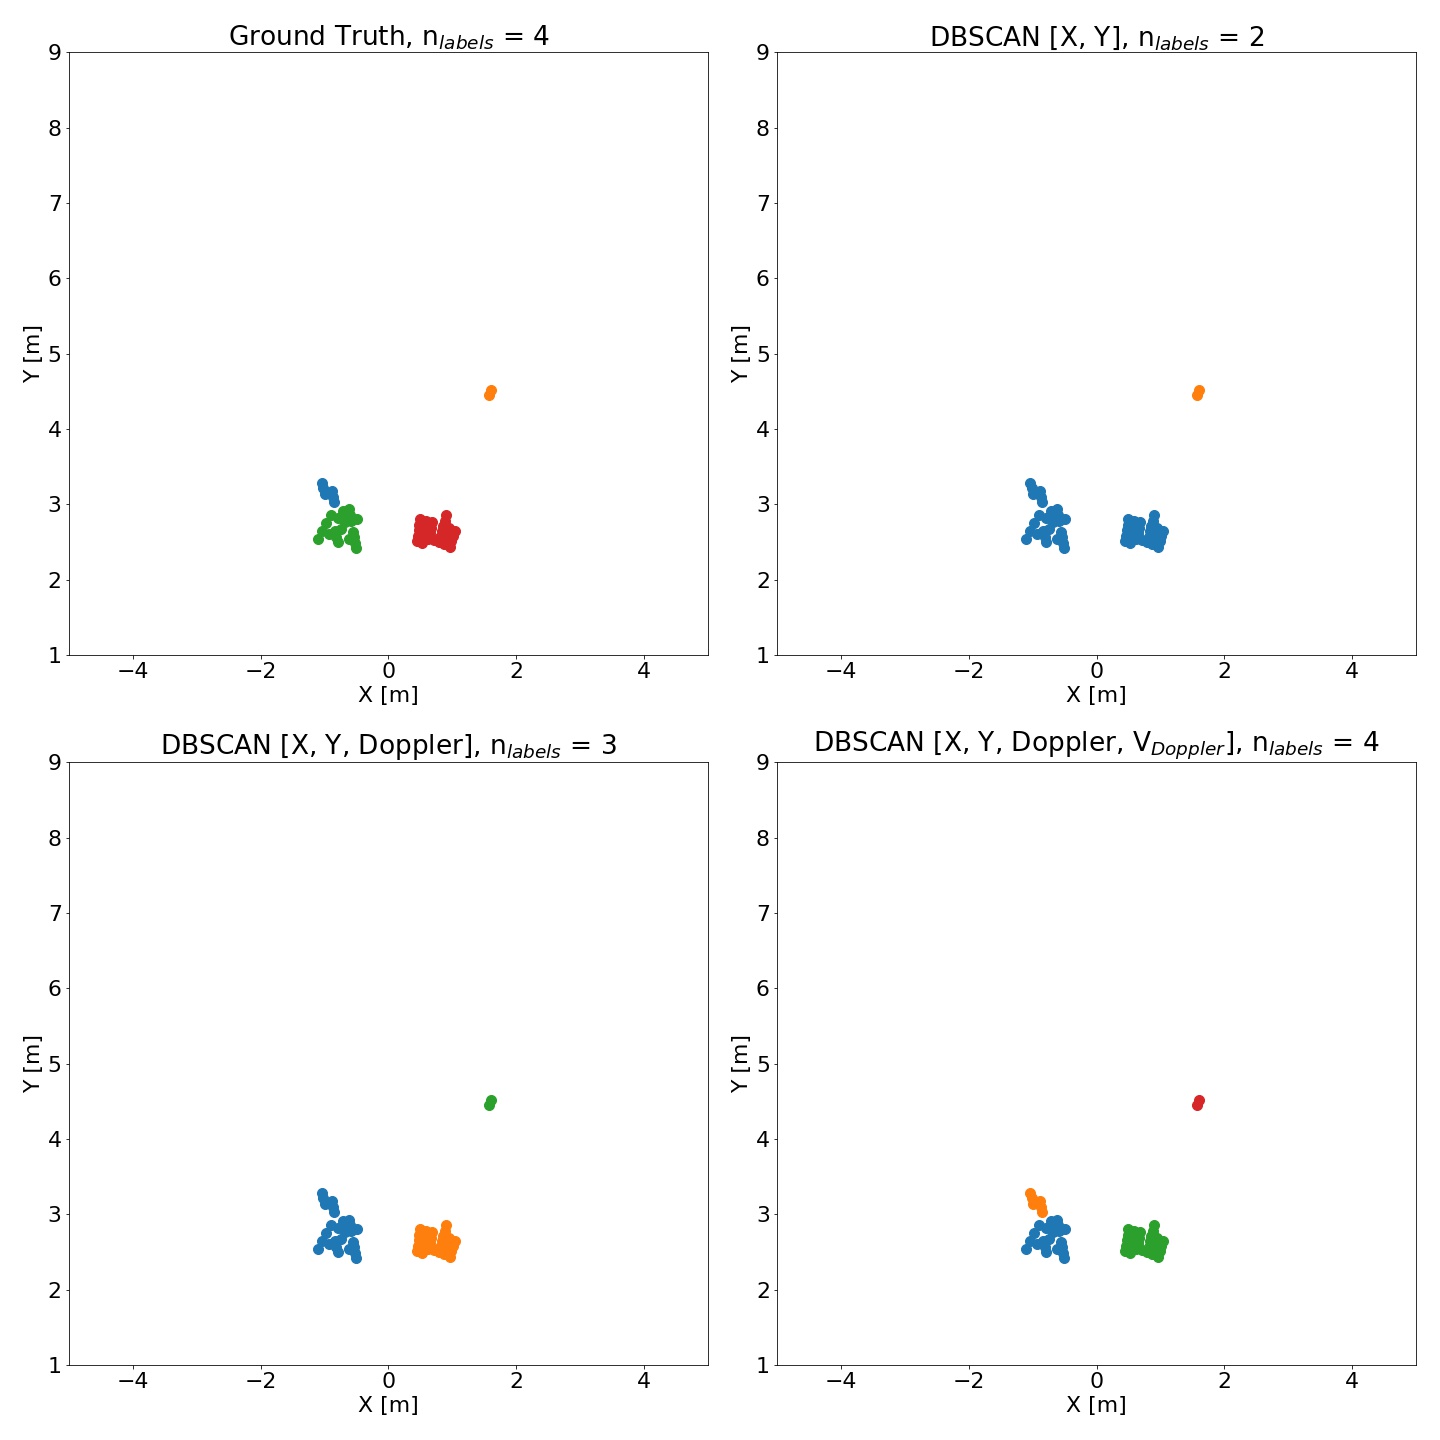 Ground Truth, n_labels = 4
9
8
7
6
5
4
3
2
1
Y [m]
−4 −2 0 2 4
X [m]
DBSCAN [X, Y], n_labels = 2
9
8
7
6
5
4
3
2
1
Y [m]
−4 −2 0 2 4
X [m]
DBSCAN [X, Y, Doppler], n_labels = 3
9
8
7
6
5
4
3
2
1
Y [m]
−4 −2 0 2 4
X [m]
DBSCAN [X, Y, Doppler, V_Doppler], n_labels = 4
9
8
7
6
5
4
3
2
1
Y [m]
−4 −2 0 2 4
X [m]